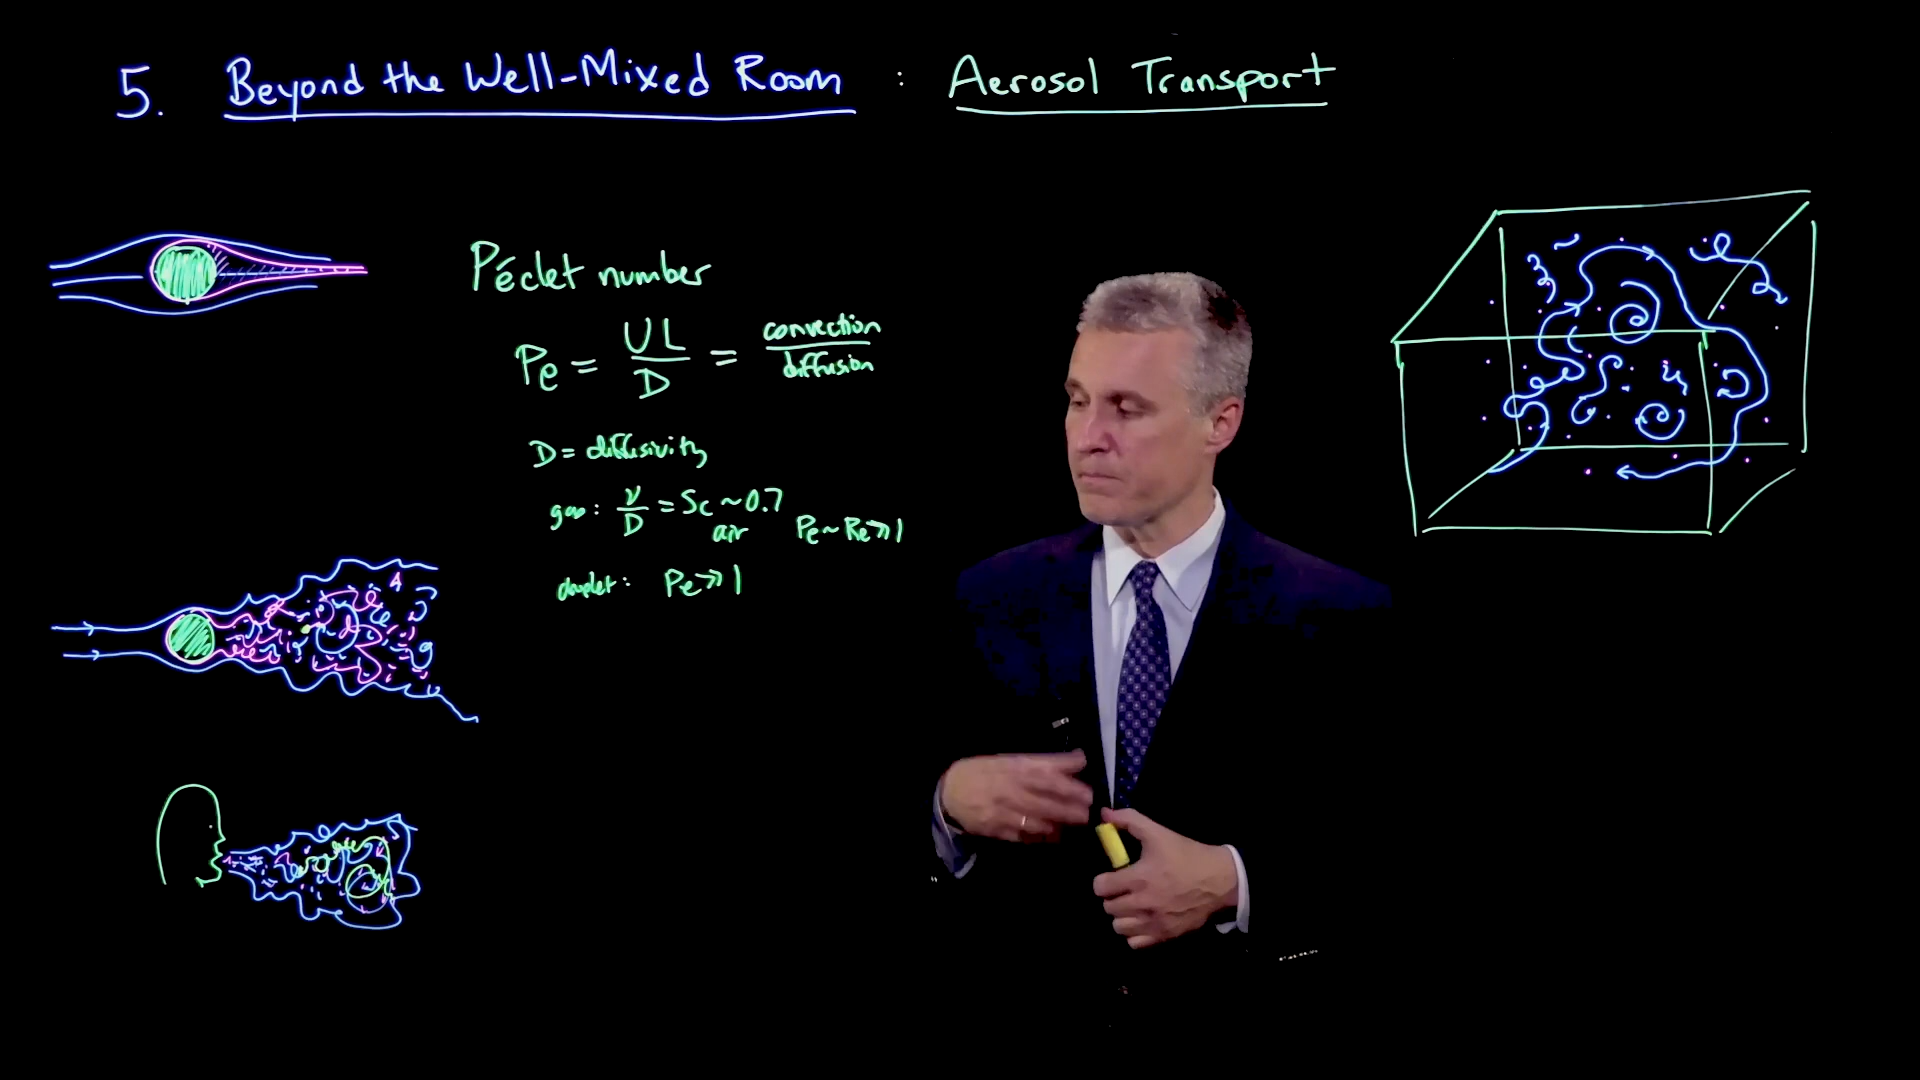 5. Beyond the Well-Mixed Room : Aerosol Transport
Péclet number
Pe = UL/D = convection/diffusion
D = diffusivity
gas: ν/D = Sc ~ 0.7
air Pe ~ Re >> 1
droplet: Pe >> 1